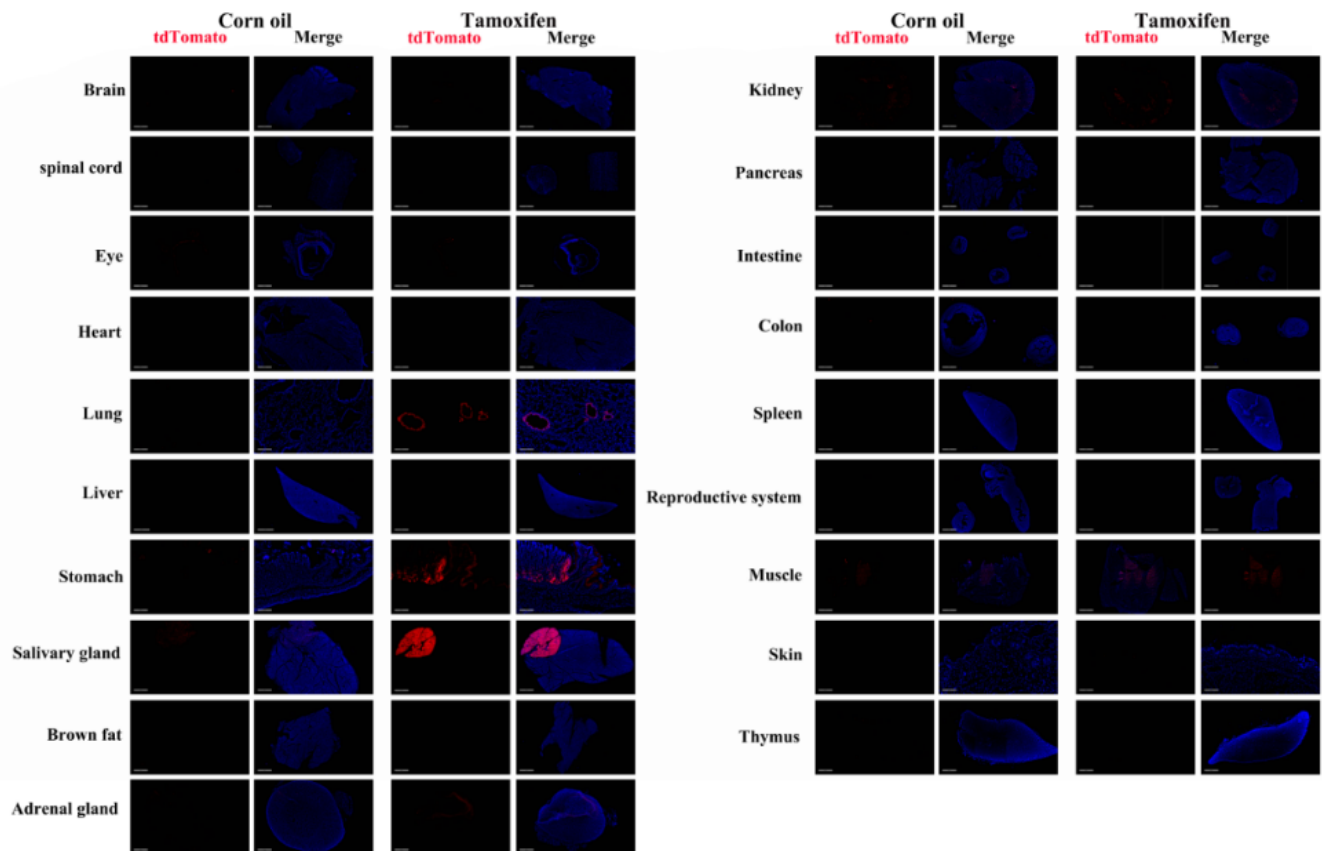 Corn oil Tamoxifen
tdTomato Merge tdTomato Merge
Brain
spinal cord
Eye
Heart
Lung
Liver
Stomach
Salivary gland
Brown fat
Adrenal gland
Corn oil Tamoxifen
tdTomato Merge tdTomato Merge
Kidney
Pancreas
Intestine
Colon
Spleen
Reproductive system
Muscle
Skin
Thymus